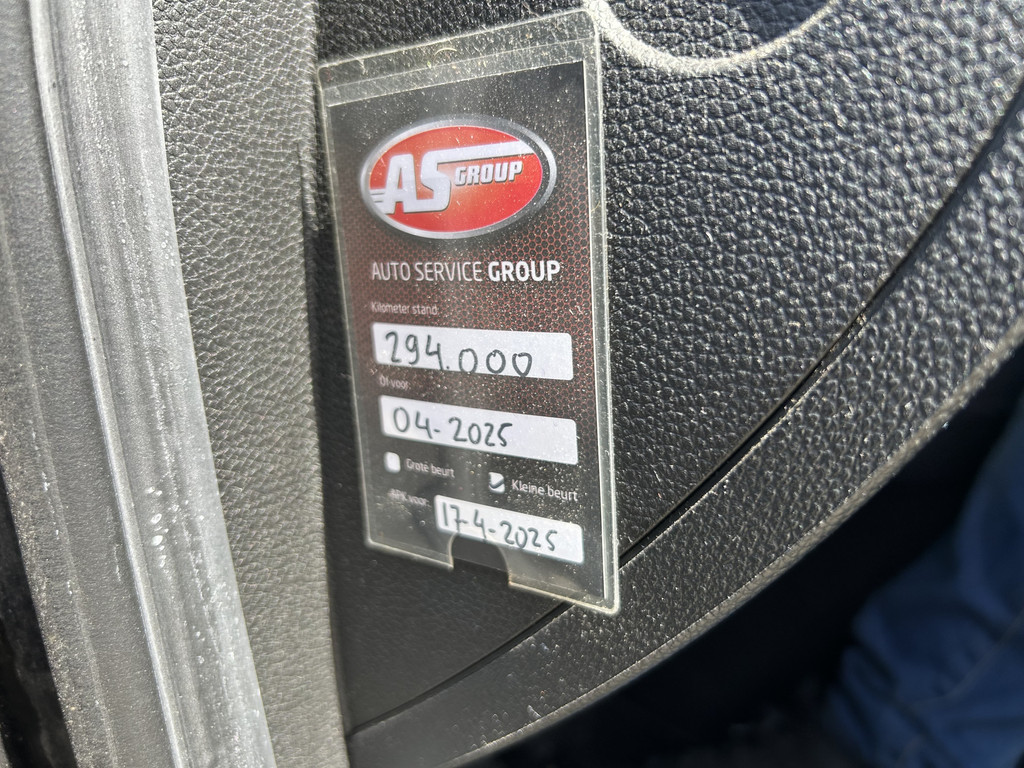 AS GROUP
AUTO SERVICE GROUP
Kilometer stand:
294.000
Of voor:
04-2025
Grote beurt
Kleine beurt
APK voor:
17-4-2025